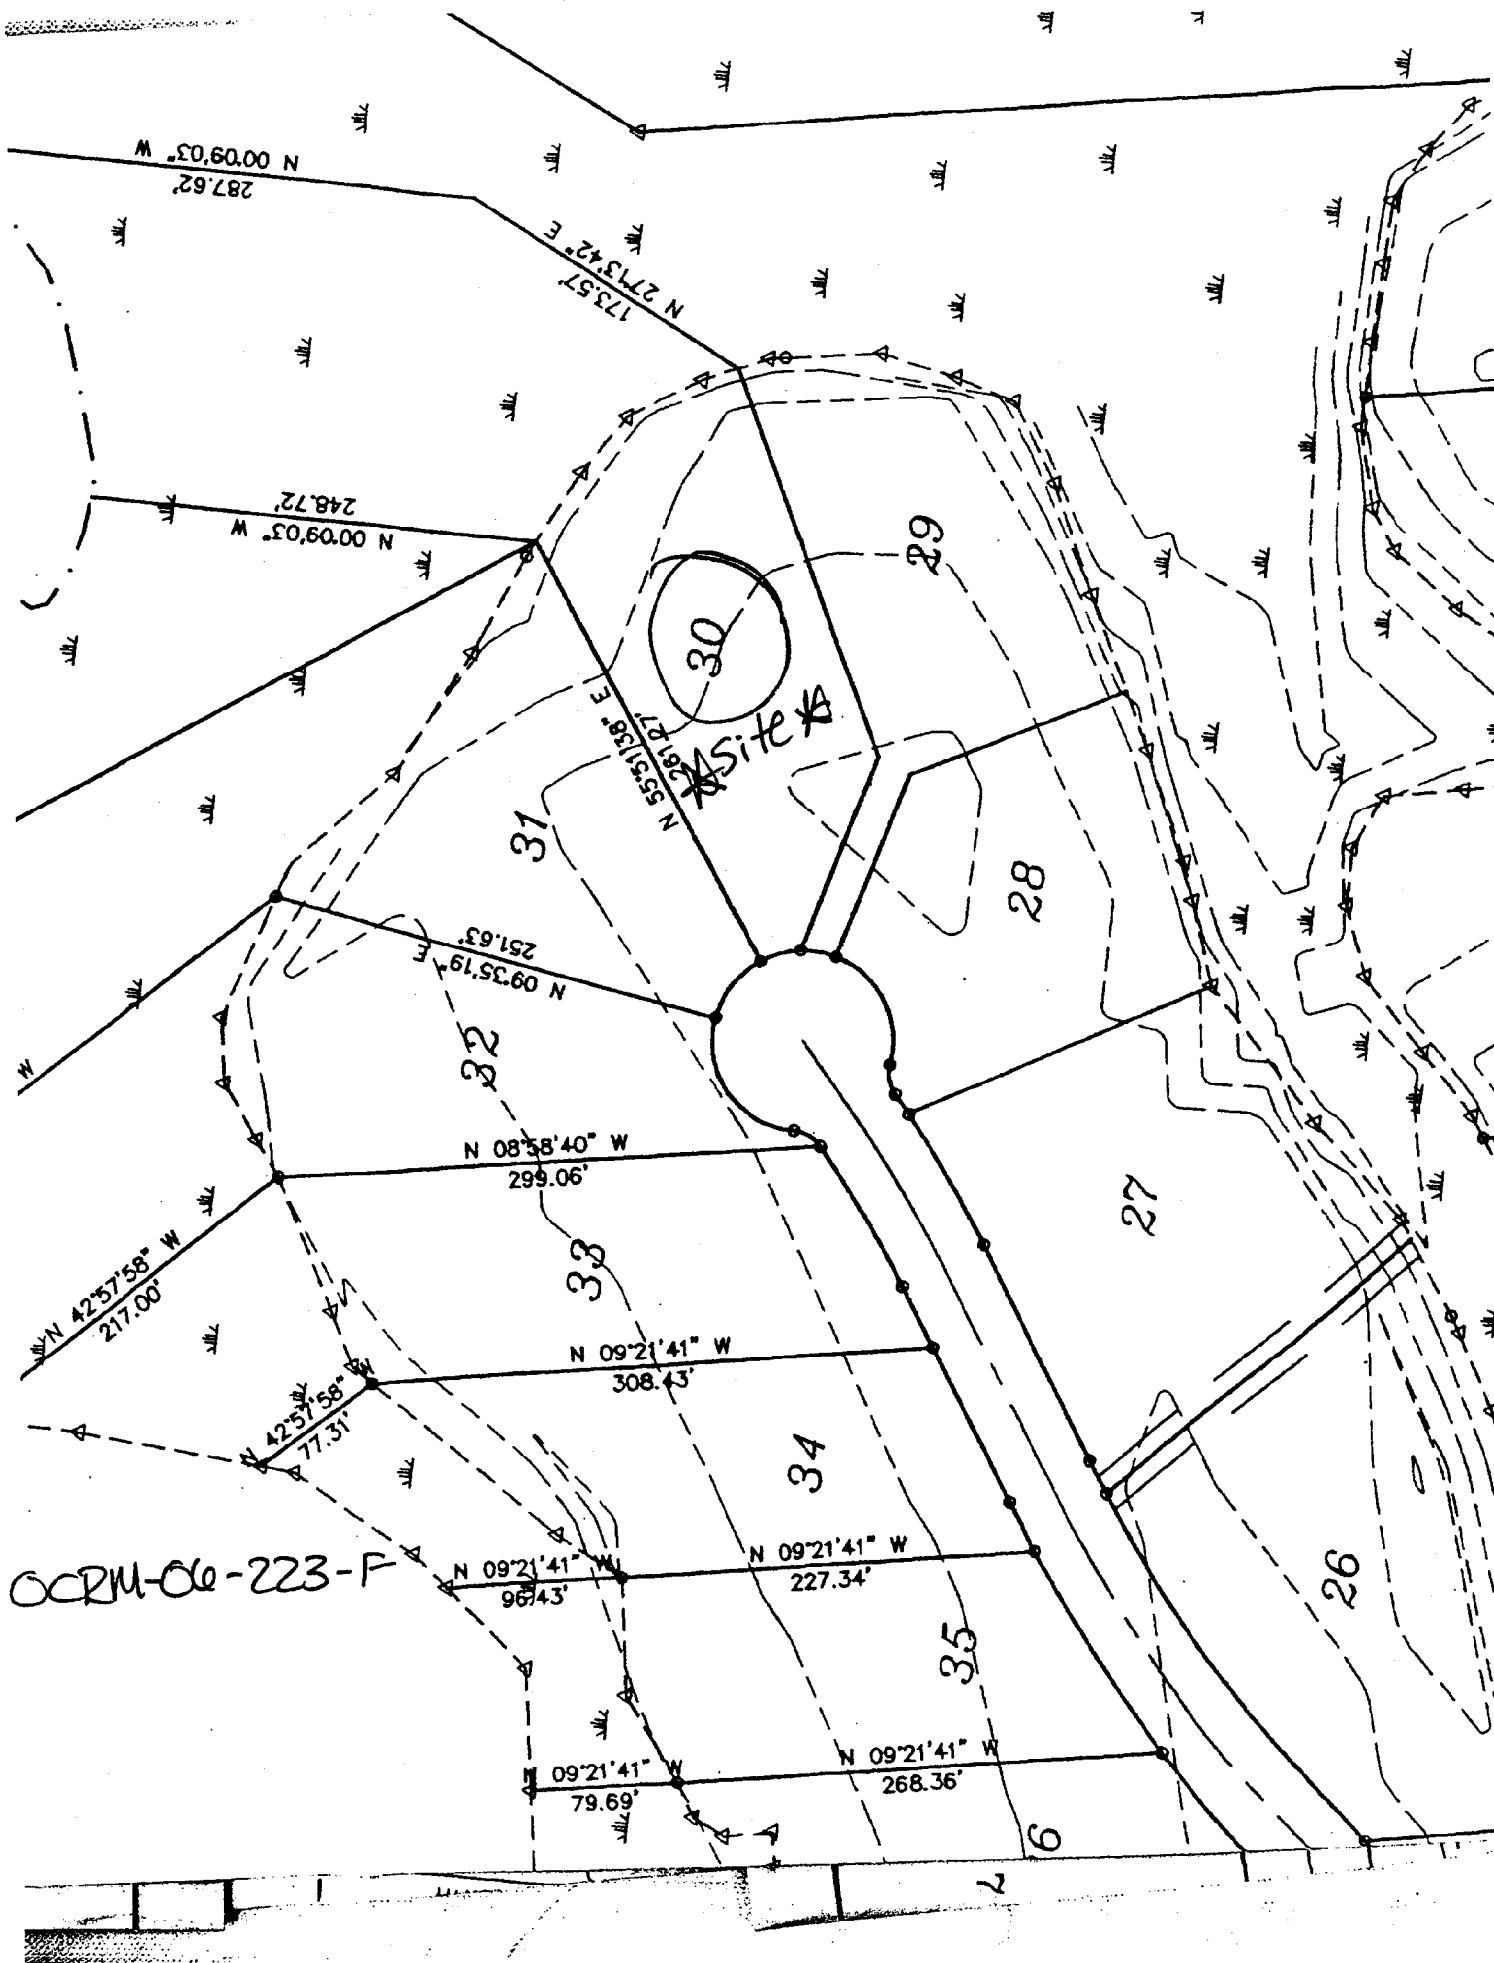 N 00°09'03" W
287.62'
N 27°13'42" E
173.57'
248.72'
N 00°09'03" W
29
30
*Site*
N 55°51'38" E
261.27'
31
28
251.63'
N 09°35'19" E
W
32
N 08°58'40" W
299.06'
27
33
N 42°57'58" W
217.00'
N 09°21'41" W
308.43'
N 42°57'58" W
77.31'
34
OCRM-06-223-F
N 09°21'41" W
96.43'
N 09°21'41" W
227.34'
26
35
N 09°21'41" W
79.69'
N 09°21'41" W
268.36'
6